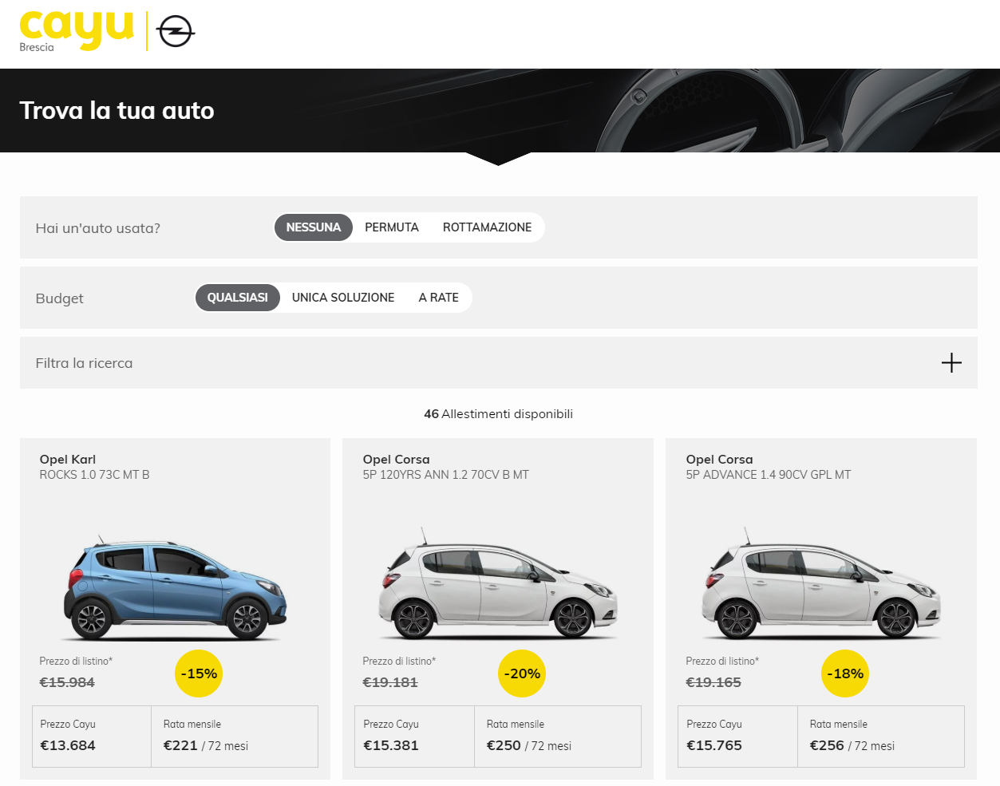 cayu
Brescia
Trova la tua auto
Hai un'auto usata?
NESSUNA PERMUTA ROTTAMAZIONE
Budget
QUALSIASI UNICA SOLUZIONE A RATE
Filtra la ricerca
46 Allestimenti disponibili
Opel Karl
ROCKS 1.0 73C MT B
Prezzo di listino*
€15.984
-15%
Prezzo Cayu
€13.684
Rata mensile
€221 / 72 mesi
Opel Corsa
5P 120YRS ANN 1.2 70CV B MT
Prezzo di listino*
€19.181
-20%
Prezzo Cayu
€15.381
Rata mensile
€250 / 72 mesi
Opel Corsa
5P ADVANCE 1.4 90CV GPL MT
Prezzo di listino*
€19.165
-18%
Prezzo Cayu
€15.765
Rata mensile
€256 / 72 mesi